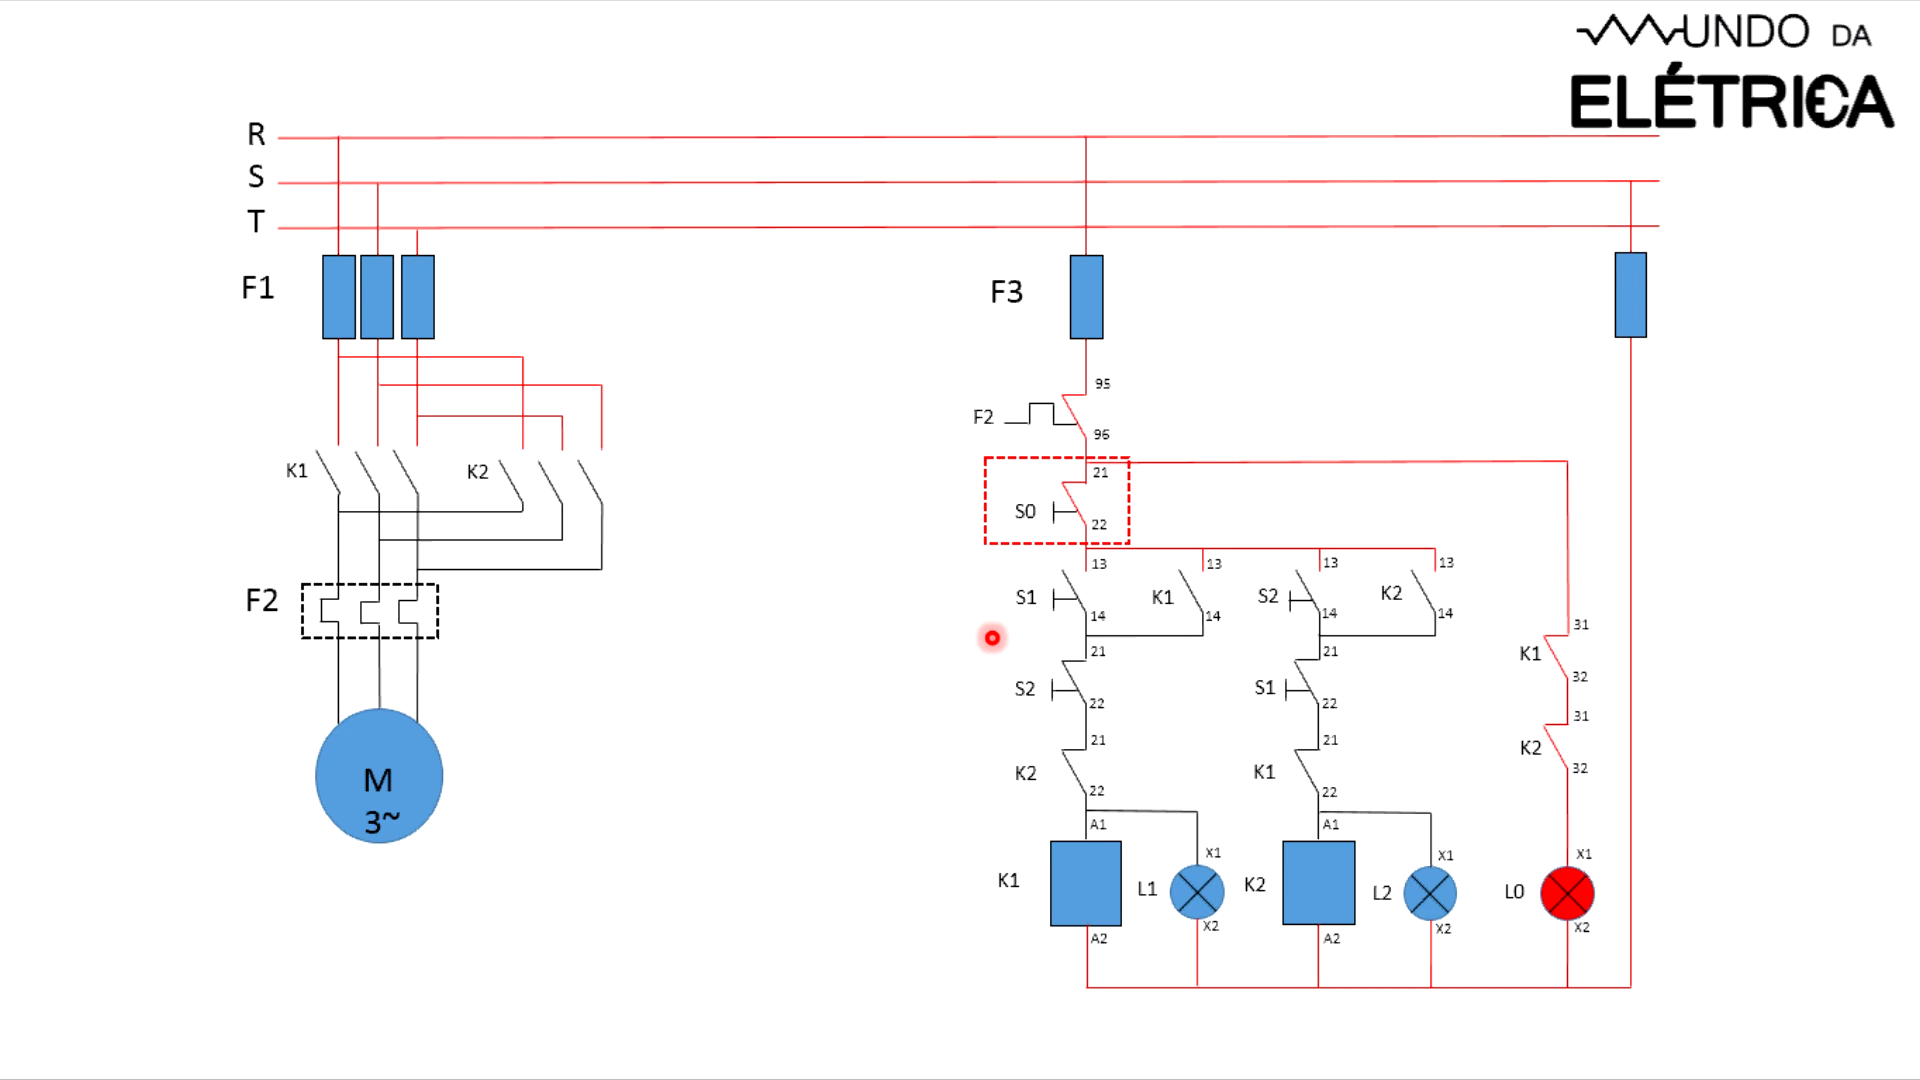 MUNDO DA
ELÉTRICA
R
S
T
F1
F3
95
F2
96
K1
K2
21
S0
22
13
13
13
13
S1
K1
S2
K2
14
14
14
14
F2
31
K1
32
21
21
S2
S1
22
22
31
K2
32
21
21
K2
K1
22
22
M
3~
A1
A1
X1
X1
X1
K1
L1
K2
L2
L0
X2
X2
X2
A2
A2